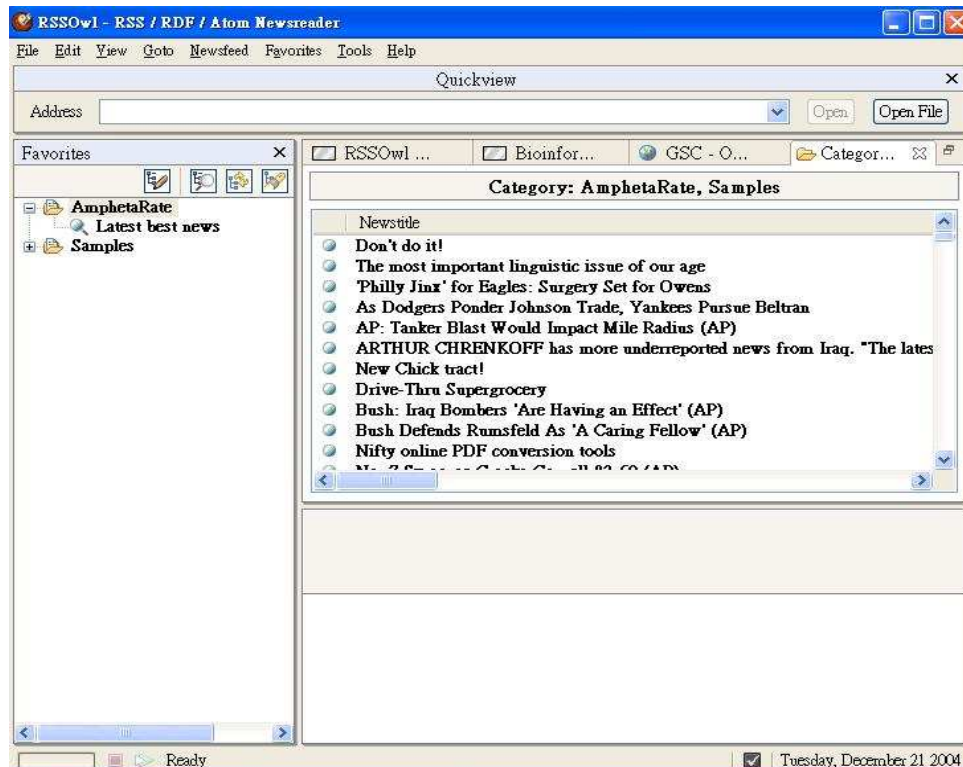 RSSOwl - RSS / RDF / Atom Newsreader
File Edit View Goto Newsfeed Favorites Tools Help
Quickview
Address Open Open File
Favorites
RSSOwl ... Bioinfor... GSC - O... Categor...
Category: AmphetaRate, Samples
AmphetaRate
Latest best news
Samples
Newstitle
Don't do it!
The most important linguistic issue of our age
'Philly Jinx' for Eagles: Surgery Set for Owens
As Dodgers Ponder Johnson Trade, Yankees Pursue Beltran
AP: Tanker Blast Would Impact Mile Radius (AP)
ARTHUR CHRENKOFF has more underreported news from Iraq. "The lates
New Chick tract!
Drive-Thru Supergrocery
Bush: Iraq Bombers 'Are Having an Effect' (AP)
Bush Defends Rumsfeld As 'A Caring Fellow' (AP)
Nifty online PDF conversion tools
Ready
Tuesday, December 21 2004